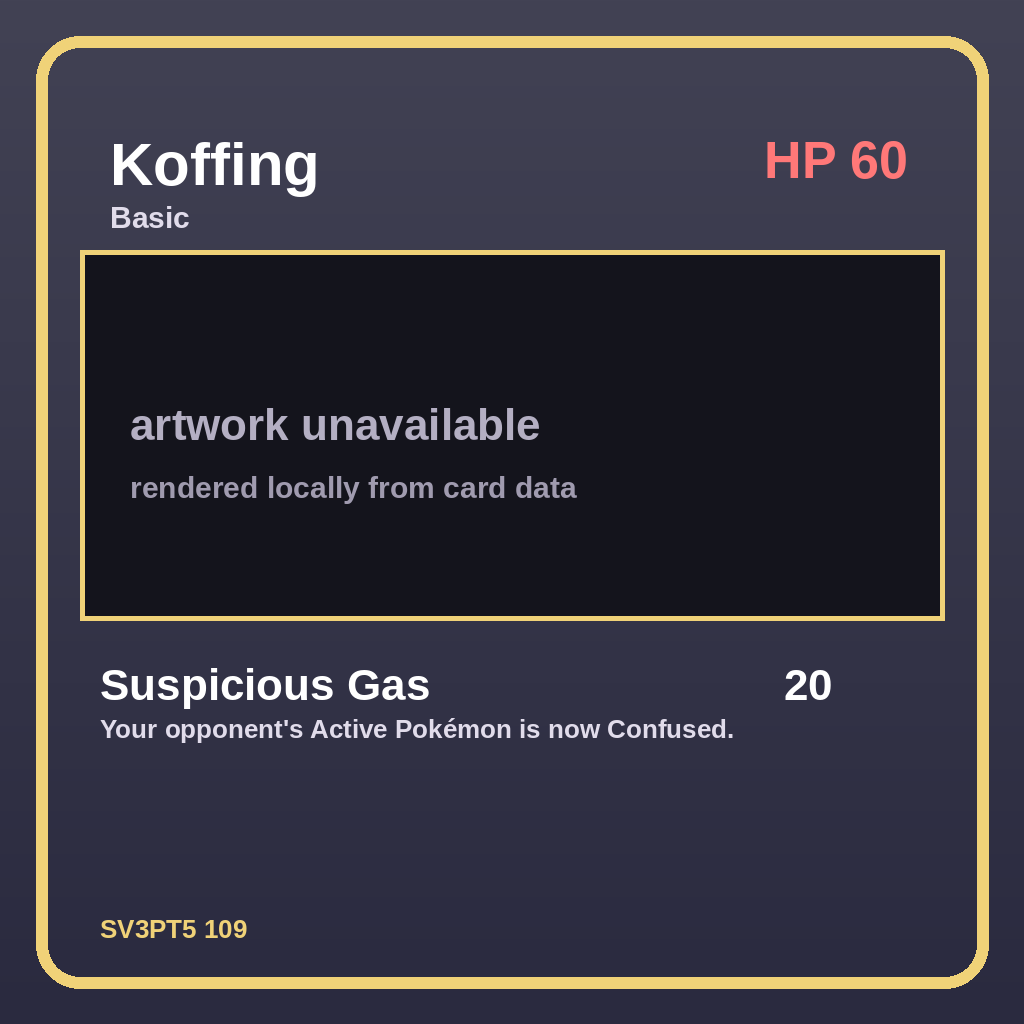 Koffing
HP 60
Basic
artwork unavailable
rendered locally from card data
Suspicious Gas 20
Your opponent's Active Pokémon is now Confused.
SV3PT5 109